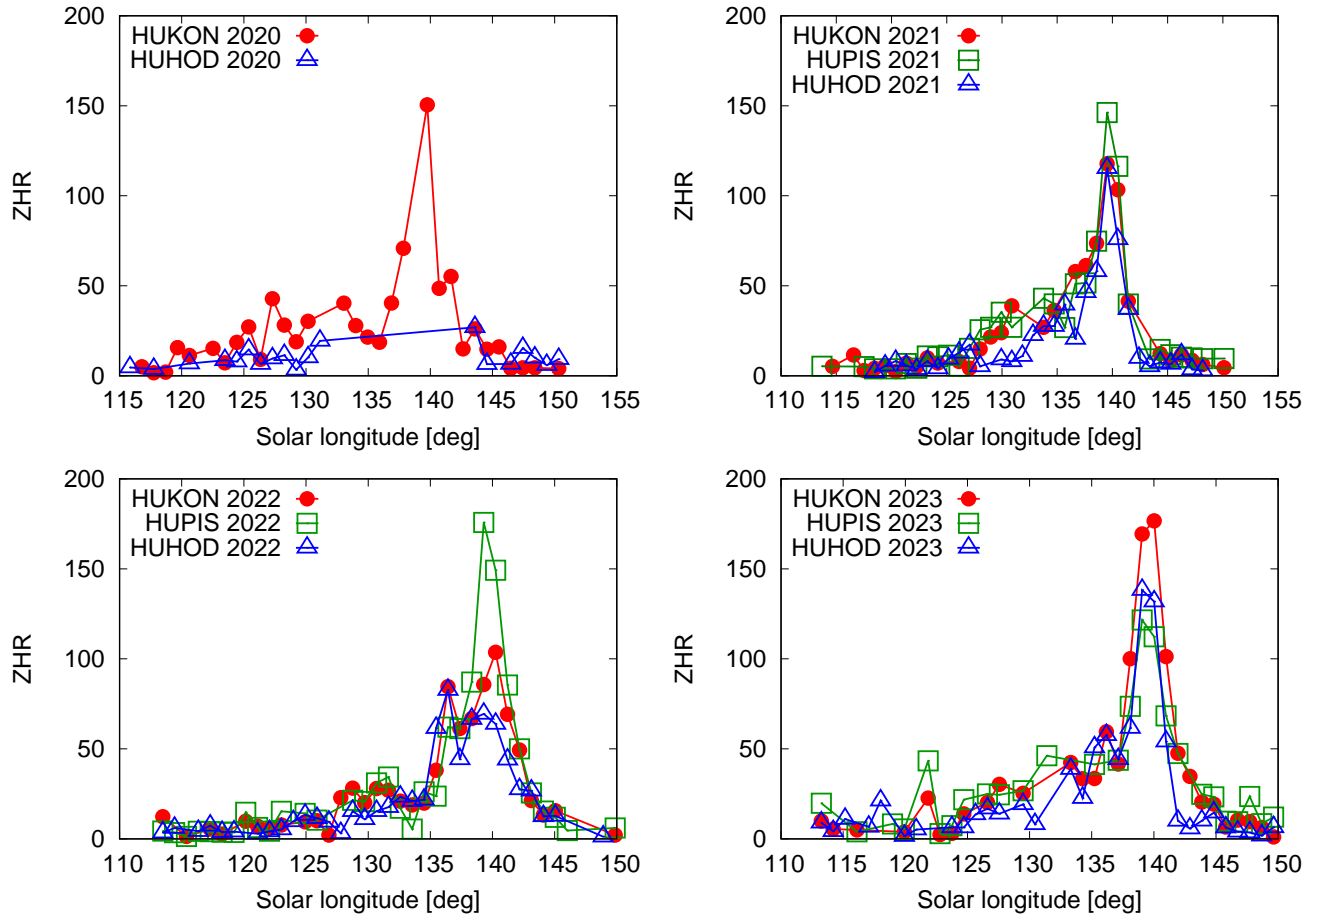 200
150
100
50
0
ZHR
HUKON 2020
HUHOD 2020
115 120 125 130 135 140 145 150 155
Solar longitude [deg]
200
150
100
50
0
ZHR
HUKON 2021
HUPIS 2021
HUHOD 2021
110 115 120 125 130 135 140 145 150 155
Solar longitude [deg]
200
150
100
50
0
ZHR
HUKON 2022
HUPIS 2022
HUHOD 2022
110 115 120 125 130 135 140 145 150
Solar longitude [deg]
200
150
100
50
0
ZHR
HUKON 2023
HUPIS 2023
HUHOD 2023
110 115 120 125 130 135 140 145 150
Solar longitude [deg]